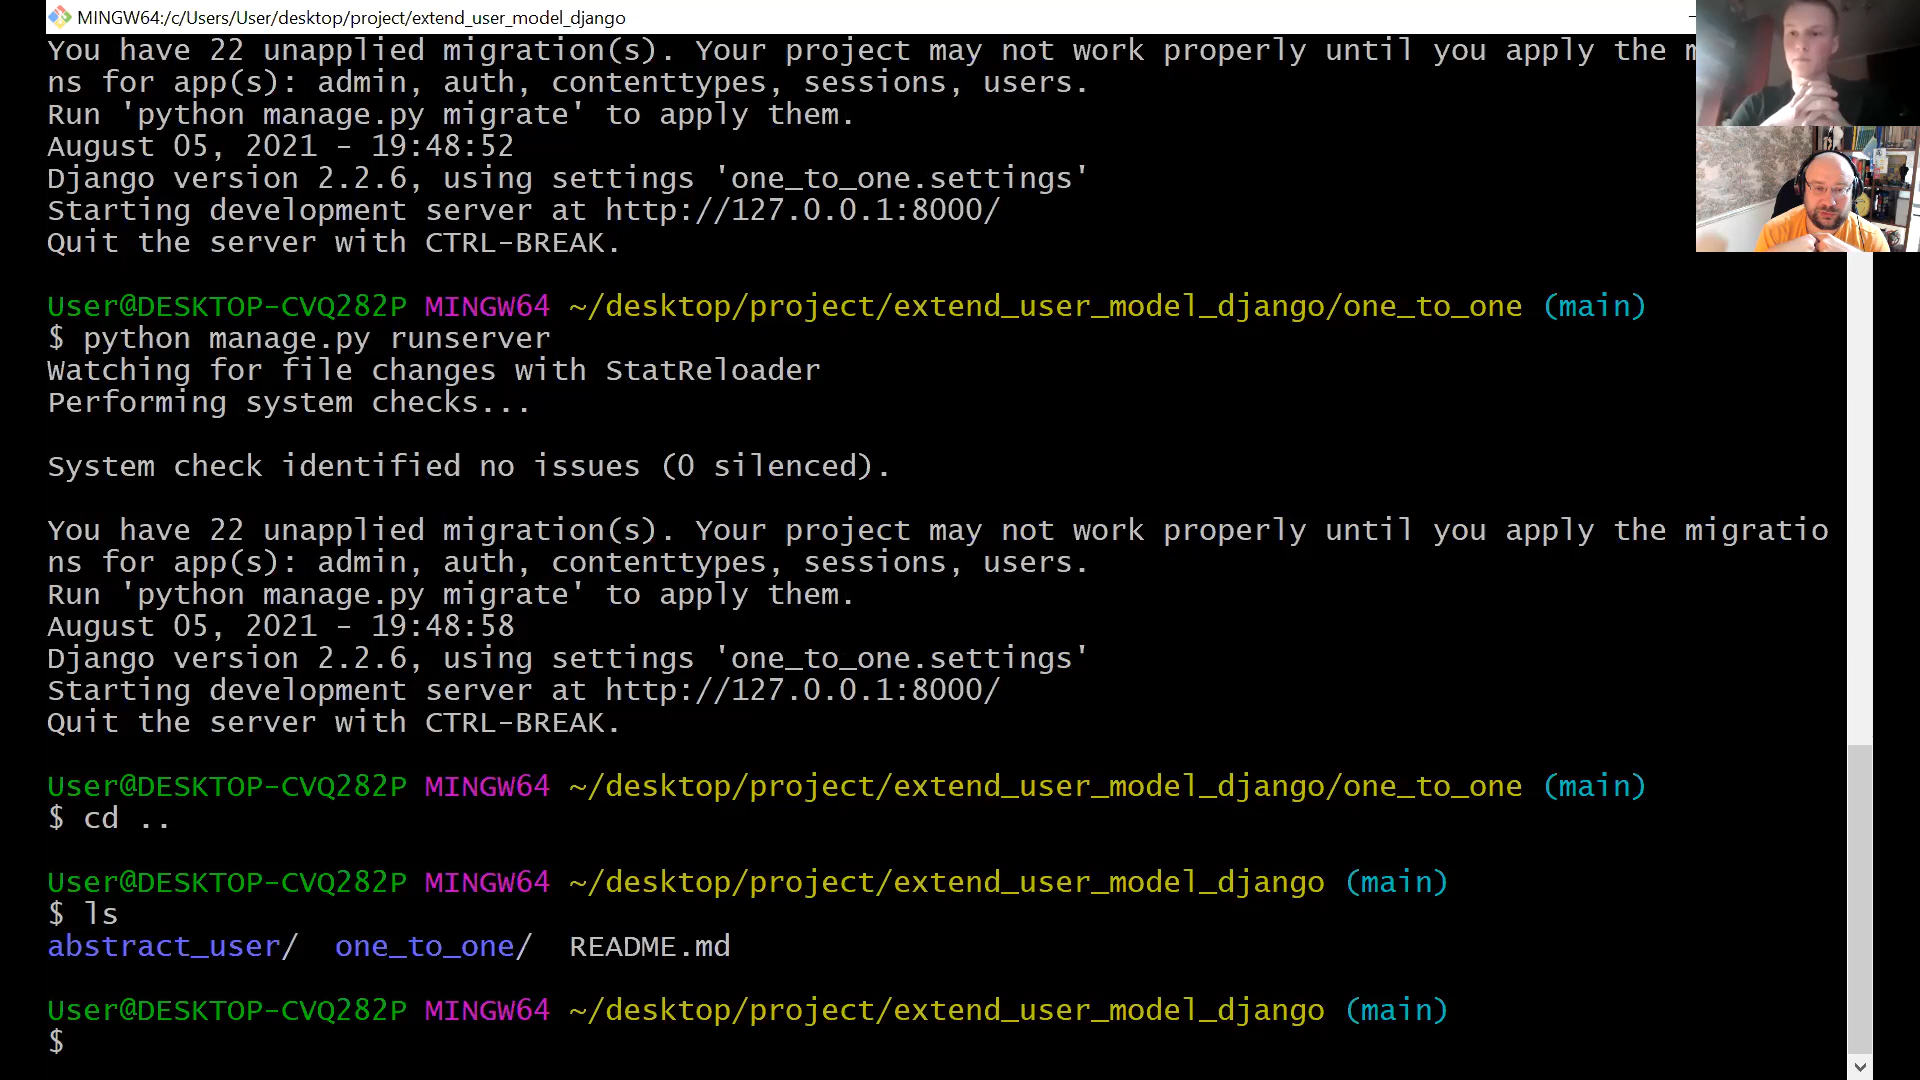 MINGW64:/c/Users/User/desktop/project/extend_user_model_django
You have 22 unapplied migration(s). Your project may not work properly until you apply the m
ns for app(s): admin, auth, contenttypes, sessions, users.
Run 'python manage.py migrate' to apply them.
August 05, 2021 - 19:48:52
Django version 2.2.6, using settings 'one_to_one.settings'
Starting development server at http://127.0.0.1:8000/
Quit the server with CTRL-BREAK.
User@DESKTOP-CVQ282P MINGW64 ~/desktop/project/extend_user_model_django/one_to_one (main)
$ python manage.py runserver
Watching for file changes with StatReloader
Performing system checks...
System check identified no issues (0 silenced).
You have 22 unapplied migration(s). Your project may not work properly until you apply the migratio
ns for app(s): admin, auth, contenttypes, sessions, users.
Run 'python manage.py migrate' to apply them.
August 05, 2021 - 19:48:58
Django version 2.2.6, using settings 'one_to_one.settings'
Starting development server at http://127.0.0.1:8000/
Quit the server with CTRL-BREAK.
User@DESKTOP-CVQ282P MINGW64 ~/desktop/project/extend_user_model_django/one_to_one (main)
$ cd ..
User@DESKTOP-CVQ282P MINGW64 ~/desktop/project/extend_user_model_django (main)
$ ls
abstract_user/ one_to_one/ README.md
User@DESKTOP-CVQ282P MINGW64 ~/desktop/project/extend_user_model_django (main)
$